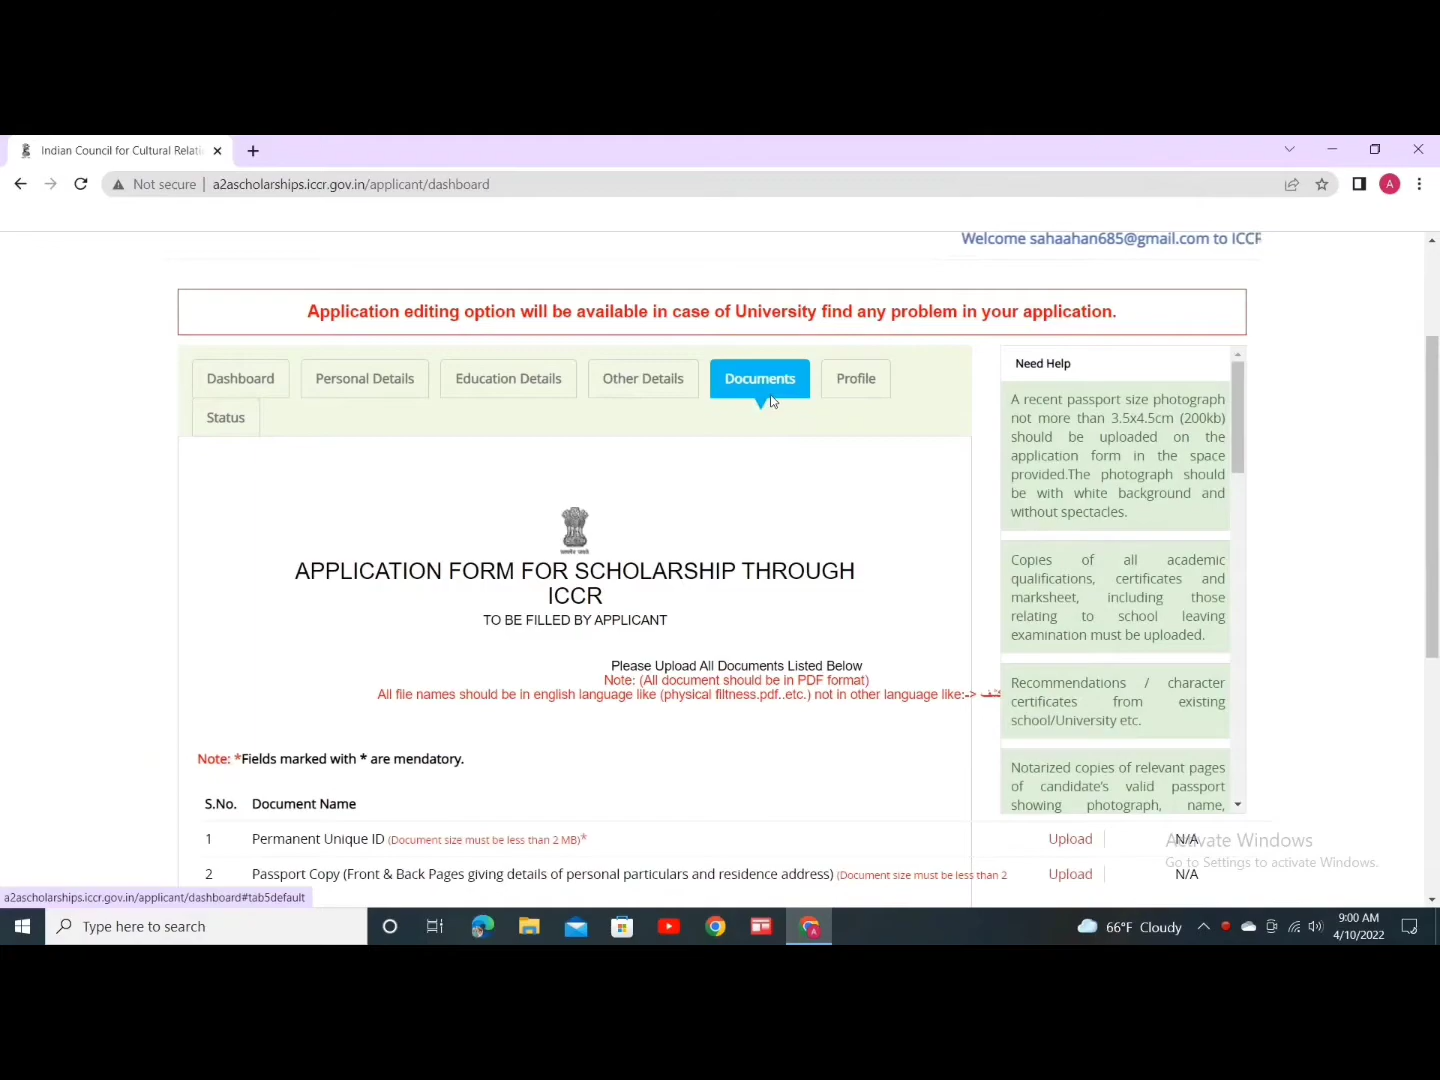 Indian Council for Cultural Relati
Not secure | a2ascholarships.iccr.gov.in/applicant/dashboard
A
Welcome sahaahan685@gmail.com to ICCR
Application editing option will be available in case of University find any problem in your application.
Dashboard
Personal Details
Education Details
Other Details
Documents
Profile
Status
Need Help
A recent passport size photograph
not more than 3.5x4.5cm (200kb)
should be uploaded on the
application form in the space
provided.The photograph should
be with white background and
without spectacles.
Copies of all academic
qualifications, certificates and
marksheet, including those
relating to school leaving
examination must be uploaded.
Recommendations / character
certificates from existing
school/University etc.
Notarized copies of relevant pages
of candidate's valid passport
showing photograph, name,
APPLICATION FORM FOR SCHOLARSHIP THROUGH
ICCR
TO BE FILLED BY APPLICANT
Please Upload All Documents Listed Below
Note: (All document should be in PDF format)
All file names should be in english language like (physical filtness.pdf..etc.) not in other language like:->
Note: *Fields marked with * are mendatory.
S.No. Document Name
1 Permanent Unique ID (Document size must be less than 2 MB)* Upload N/A
2 Passport Copy (Front & Back Pages giving details of personal particulars and residence address) (Document size must be less than 2 Upload N/A
Activate Windows
Go to Settings to activate Windows.
a2ascholarships.iccr.gov.in/applicant/dashboard#tab5default
Type here to search
A
66°F Cloudy
9:00 AM
4/10/2022